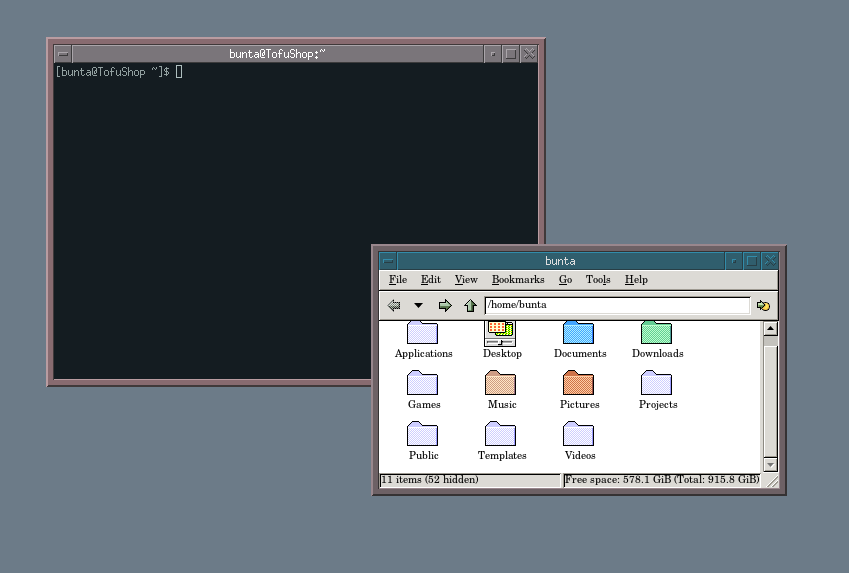 bunta@TofuShop:~
[bunta@TofuShop ~]$
bunta
File Edit View Bookmarks Go Tools Help
/home/bunta
Applications Desktop Documents Downloads
Games Music Pictures Projects
Public Templates Videos
11 items (52 hidden) Free space: 578.1 GiB (Total: 915.8 GiB)